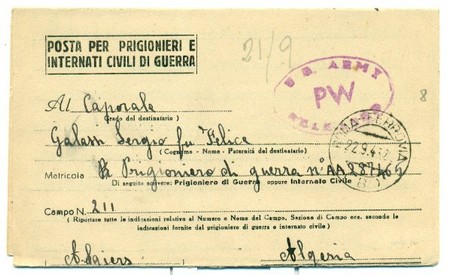 POSTA PER PRIGIONIERI E
INTERNATI CIVILI DI GUERRA
21/9
U.S. ARMY
PW
8
Al Caporale
(Grado del destinatario)
Galassi Sergio fu Felice
(Cognome - Nome - Paternità del destinatario)
Matricola Prigioniero di guerra n° AA287466
Di seguito scrivere: Prigioniero di Guerra oppure Internato Civile
Campo N. 211
(Riportare tutte le indicazioni relative al Numero e Nome del Campo, Sezione di Campo ecc. secondo le
indicazioni fornite dal prigioniero di guerra o internato civile)
Algiers Algeria